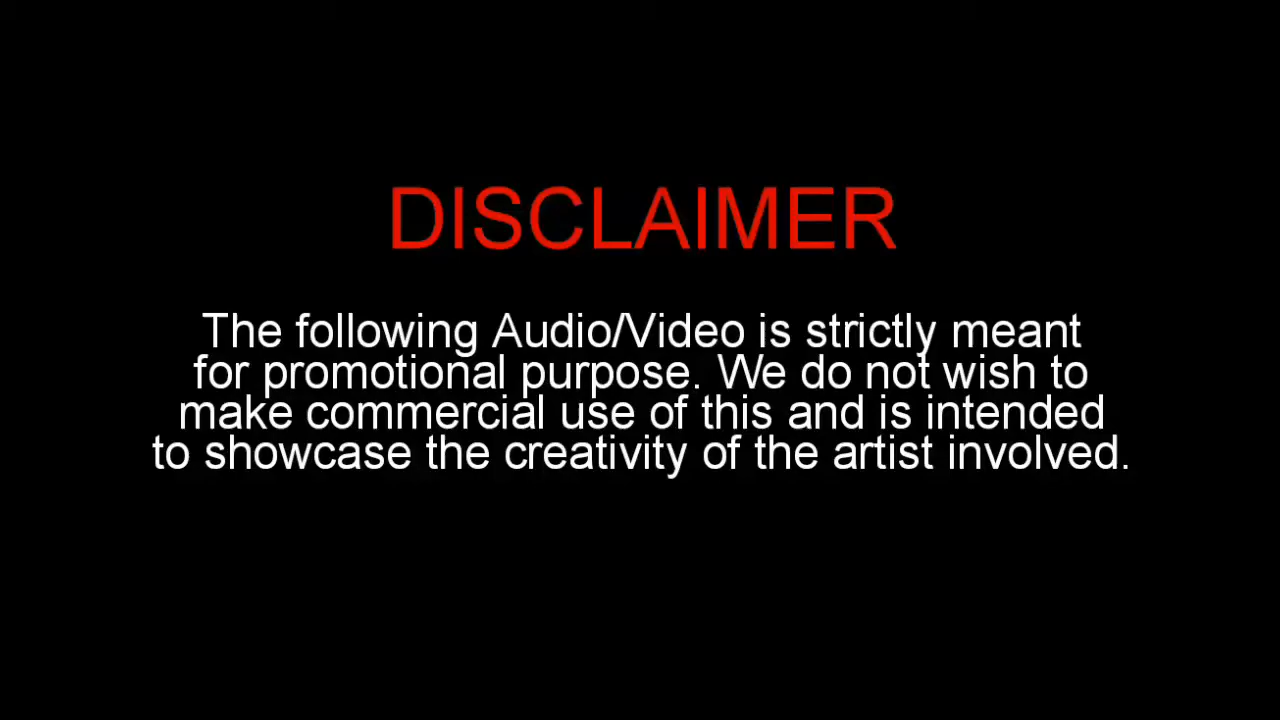 DISCLAIMER
The following Audio/Video is strictly meant
for promotional purpose. We do not wish to
make commercial use of this and is intended
to showcase the creativity of the artist involved.